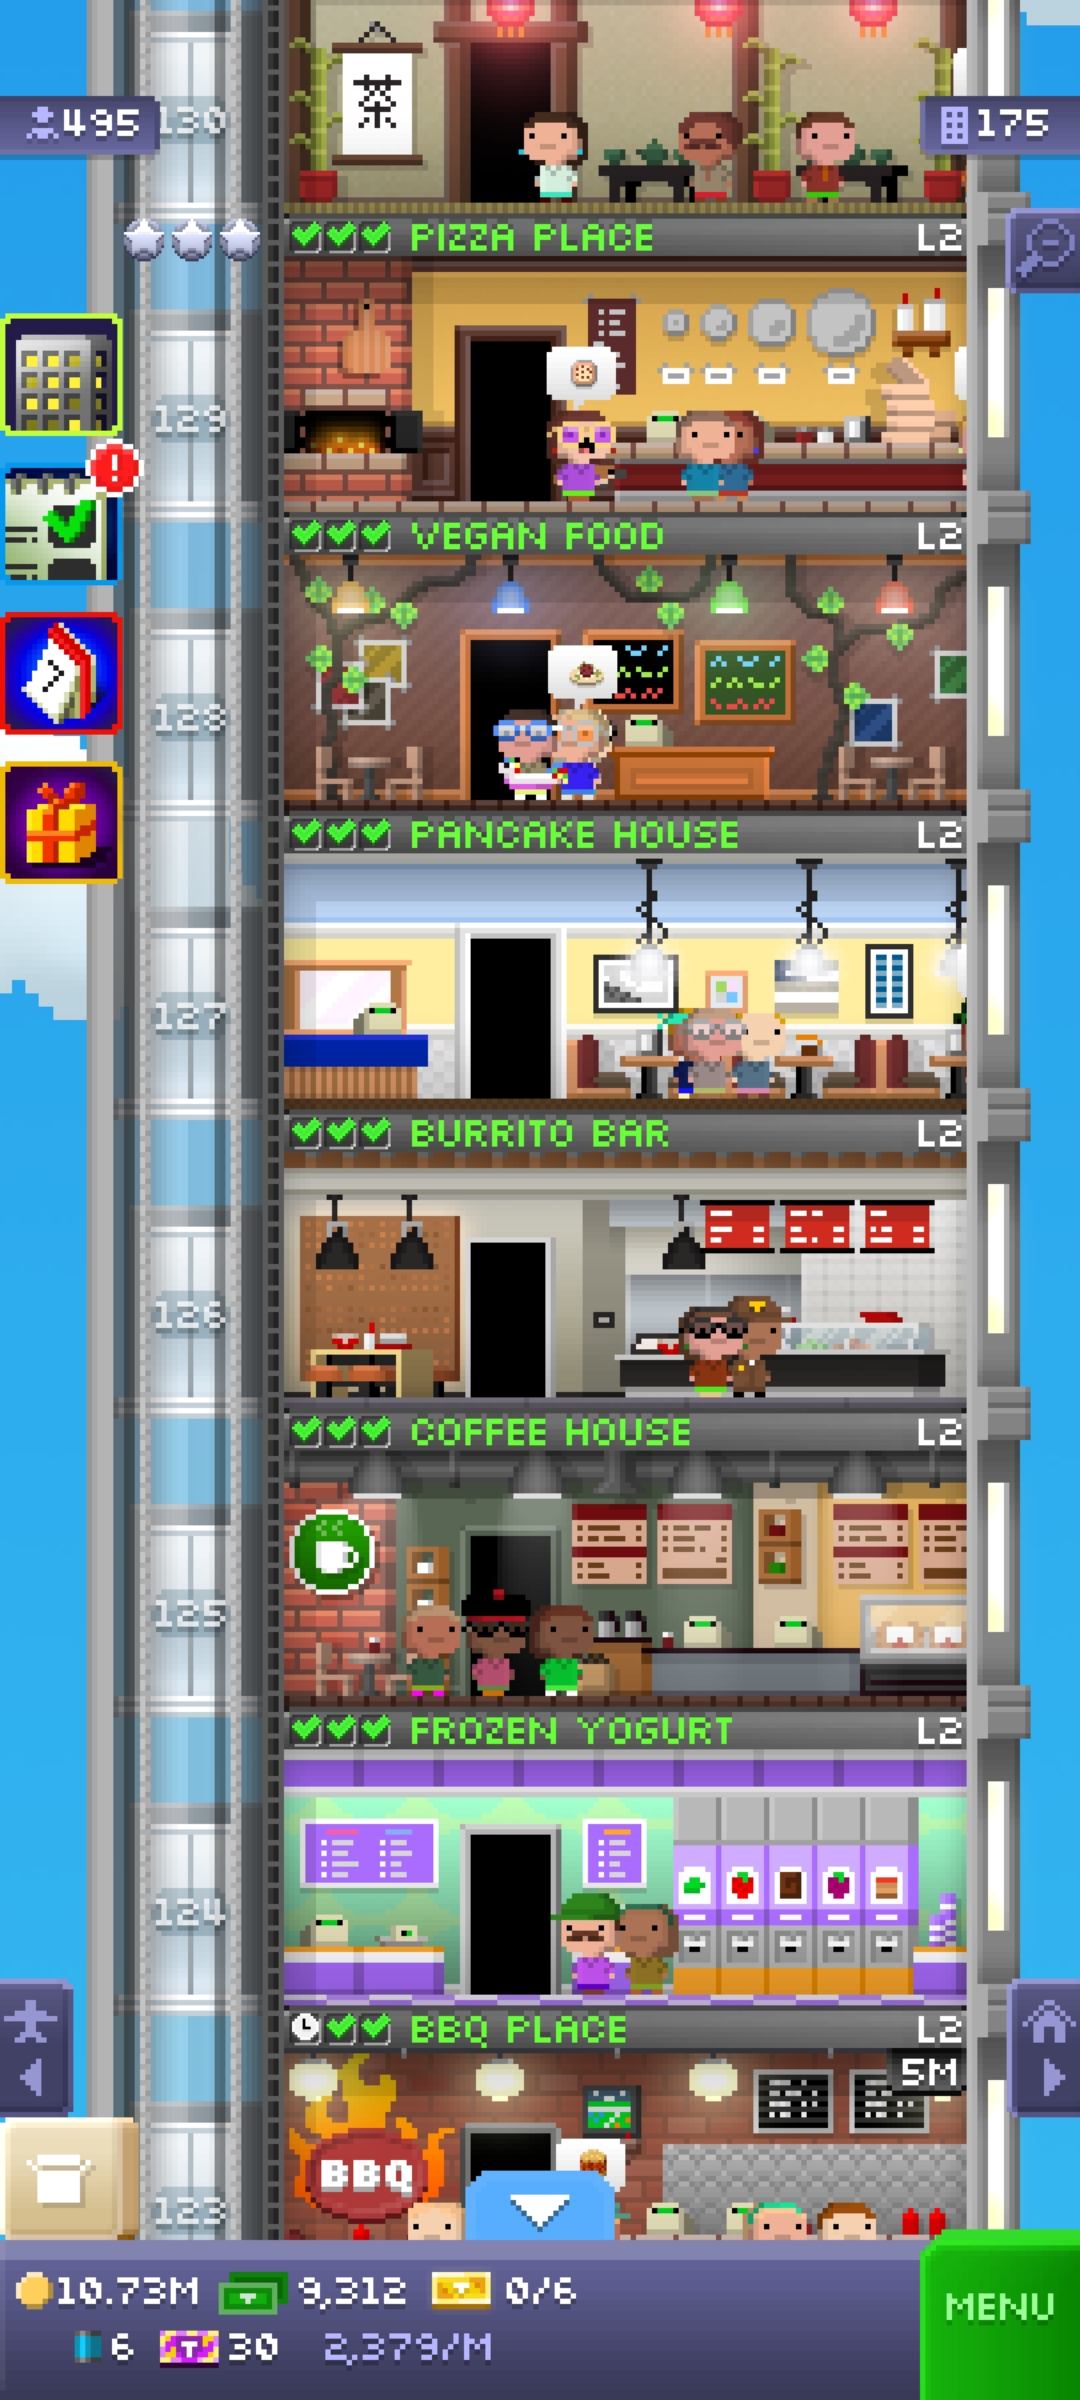 495
130
175
茶
PIZZA PLACE L2
129
VEGAN FOOD L2
128
PANCAKE HOUSE L2
127
BURRITO BAR L2
126
COFFEE HOUSE L2
125
FROZEN YOGURT L2
124
BBQ PLACE L2
5M
BBQ
123
10.73M 9,312 0/6
MENU
6 T 30 2,379/M